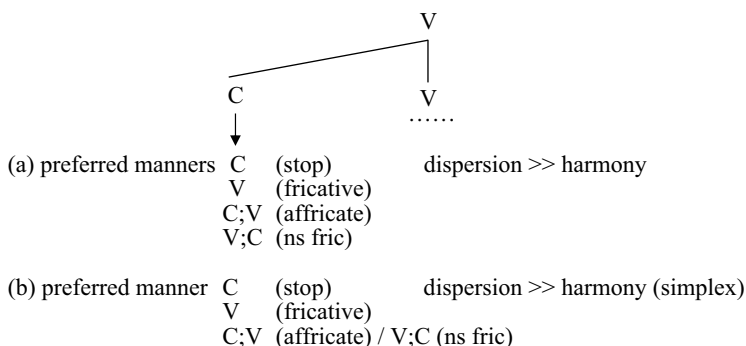 V
C V
......
(a) preferred manners C (stop) dispersion >> harmony
V (fricative)
C;V (affricate)
V;C (ns fric)
(b) preferred manner C (stop) dispersion >> harmony (simplex)
V (fricative)
C;V (affricate) / V;C (ns fric)